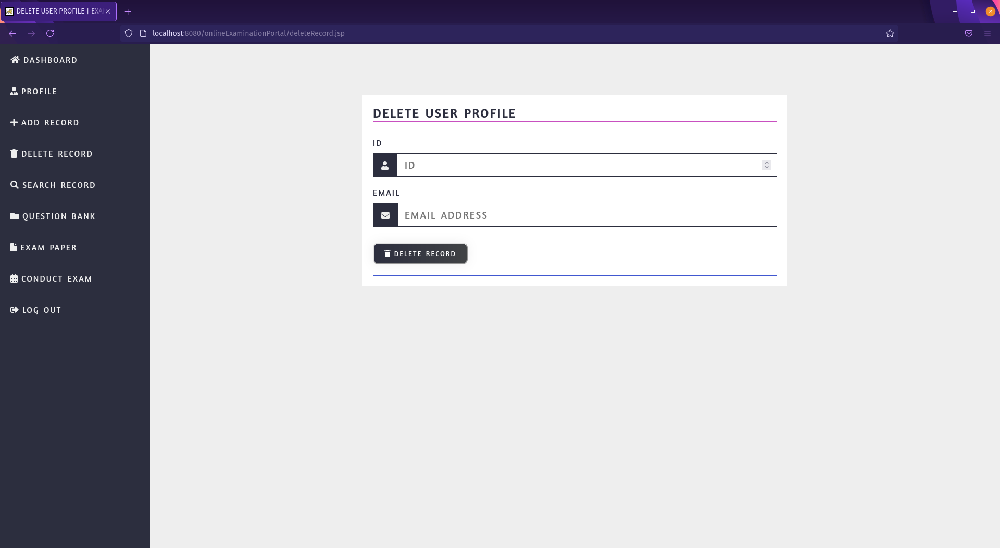 DELETE USER PROFILE | EXA
localhost:8080/onlineExaminationPortal/deleteRecord.jsp
DASHBOARD
PROFILE
ADD RECORD
DELETE RECORD
SEARCH RECORD
QUESTION BANK
EXAM PAPER
CONDUCT EXAM
LOG OUT
DELETE USER PROFILE
ID
ID
EMAIL
EMAIL ADDRESS
DELETE RECORD